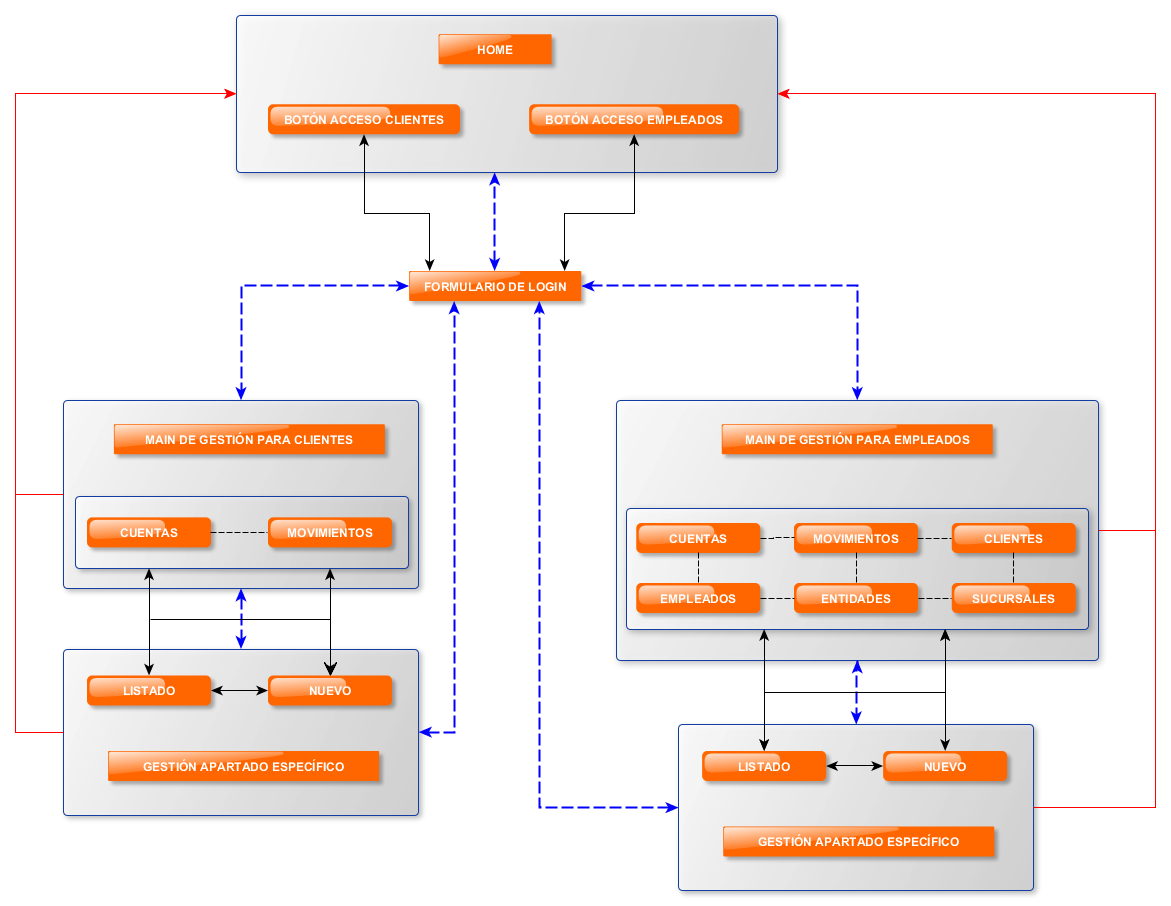 HOME
BOTÓN ACCESO CLIENTES
BOTÓN ACCESO EMPLEADOS
FORMULARIO DE LOGIN
MAIN DE GESTIÓN PARA CLIENTES
CUENTAS
MOVIMIENTOS
LISTADO
NUEVO
GESTIÓN APARTADO ESPECÍFICO
MAIN DE GESTIÓN PARA EMPLEADOS
CUENTAS
MOVIMIENTOS
CLIENTES
EMPLEADOS
ENTIDADES
SUCURSALES
LISTADO
NUEVO
GESTIÓN APARTADO ESPECÍFICO